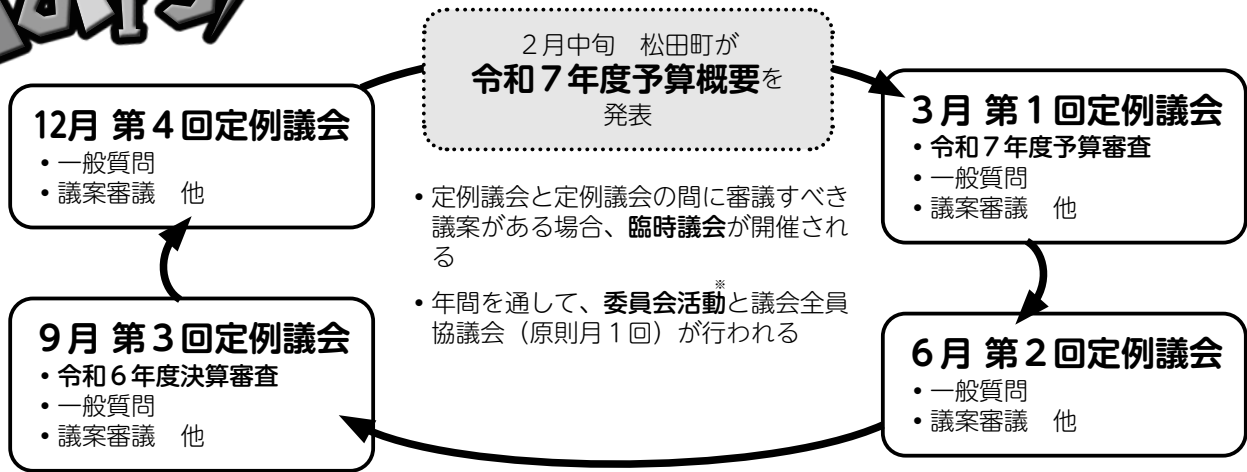 2月中旬　松田町が
令和７年度予算概要を
発表
12月 第４回定例議会
• 一般質問
• 議案審議　他
３月 第１回定例議会
• 令和７年度予算審査
• 一般質問
• 議案審議　他
• 定例議会と定例議会の間に審議すべき
議案がある場合、臨時議会が開催され
る
• 年間を通して、委員会活動※と議会全員
協議会（原則月１回）が行われる
９月 第３回定例議会
• 令和６年度決算審査
• 一般質問
• 議案審議　他
６月 第２回定例議会
• 一般質問
• 議案審議　他